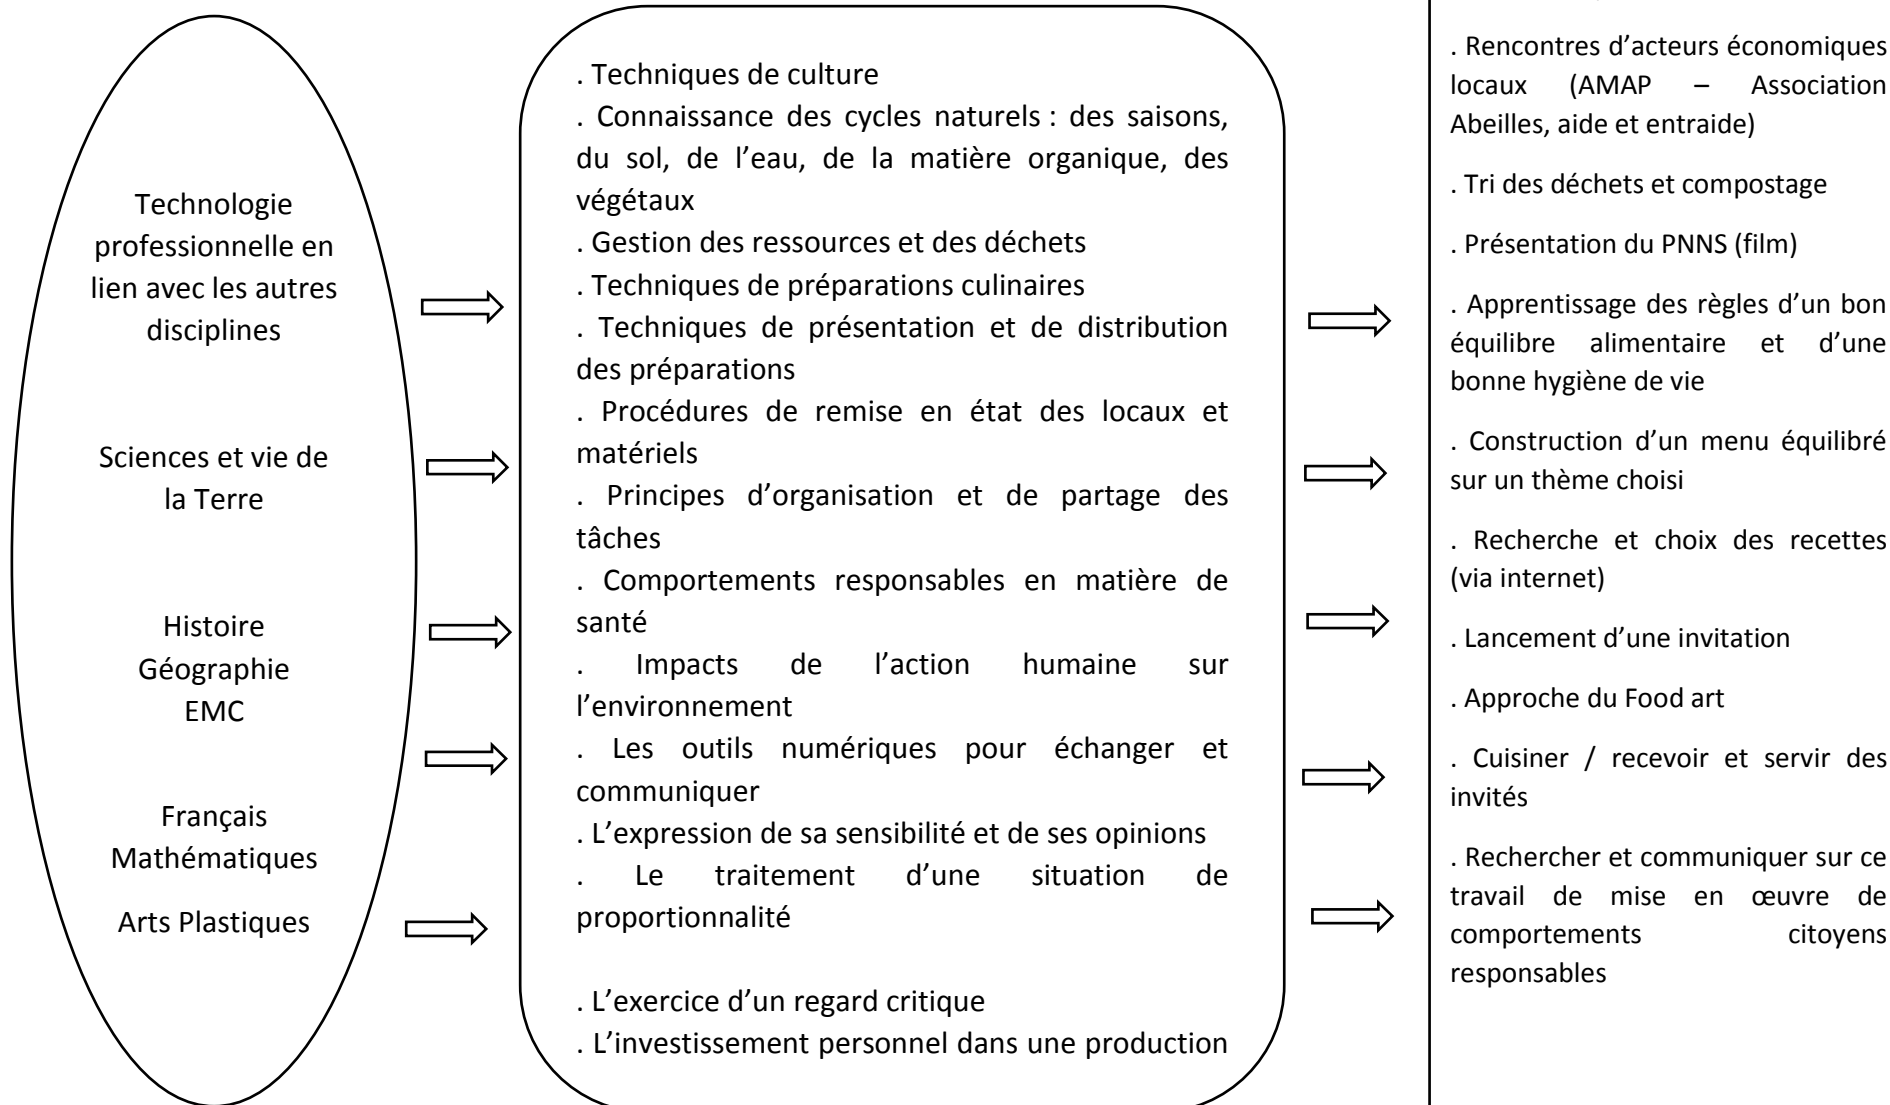 Technologie
professionnelle en
lien avec les autres
disciplines
Sciences et vie de
la Terre
Histoire
Géographie
EMC
Français
Mathématiques
Arts Plastiques
. Techniques de culture
. Connaissance des cycles naturels : des saisons,
du sol, de l’eau, de la matière organique, des
végétaux
. Gestion des ressources et des déchets
. Techniques de préparations culinaires
. Techniques de présentation et de distribution
des préparations
. Procédures de remise en état des locaux et
matériels
. Principes d’organisation et de partage des
tâches
. Comportements responsables en matière de
santé
. Impacts de l’action humaine sur
l’environnement
. Les outils numériques pour échanger et
communiquer
. L’expression de sa sensibilité et de ses opinions
. Le traitement d’une situation de
proportionnalité
. L’exercice d’un regard critique
. L’investissement personnel dans une production
. Rencontres d’acteurs économiques
locaux (AMAP – Association
Abeilles, aide et entraide)
. Tri des déchets et compostage
. Présentation du PNNS (film)
. Apprentissage des règles d’un bon
équilibre alimentaire et d’une
bonne hygiène de vie
. Construction d’un menu équilibré
sur un thème choisi
. Recherche et choix des recettes
(via internet)
. Lancement d’une invitation
. Approche du Food art
. Cuisiner / recevoir et servir des
invités
. Rechercher et communiquer sur ce
travail de mise en œuvre de
comportements citoyens
responsables